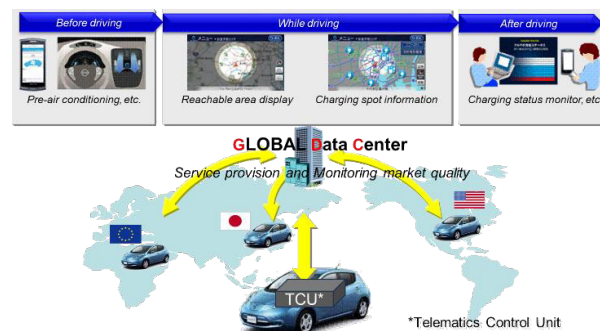 Before driving
While driving
After driving
Pre-air conditioning, etc.
Reachable area display
Charging spot information
Charging status monitor, etc
GLOBAL Data Center
Service provision and Monitoring market quality
TCU*
*Telematics Control Unit